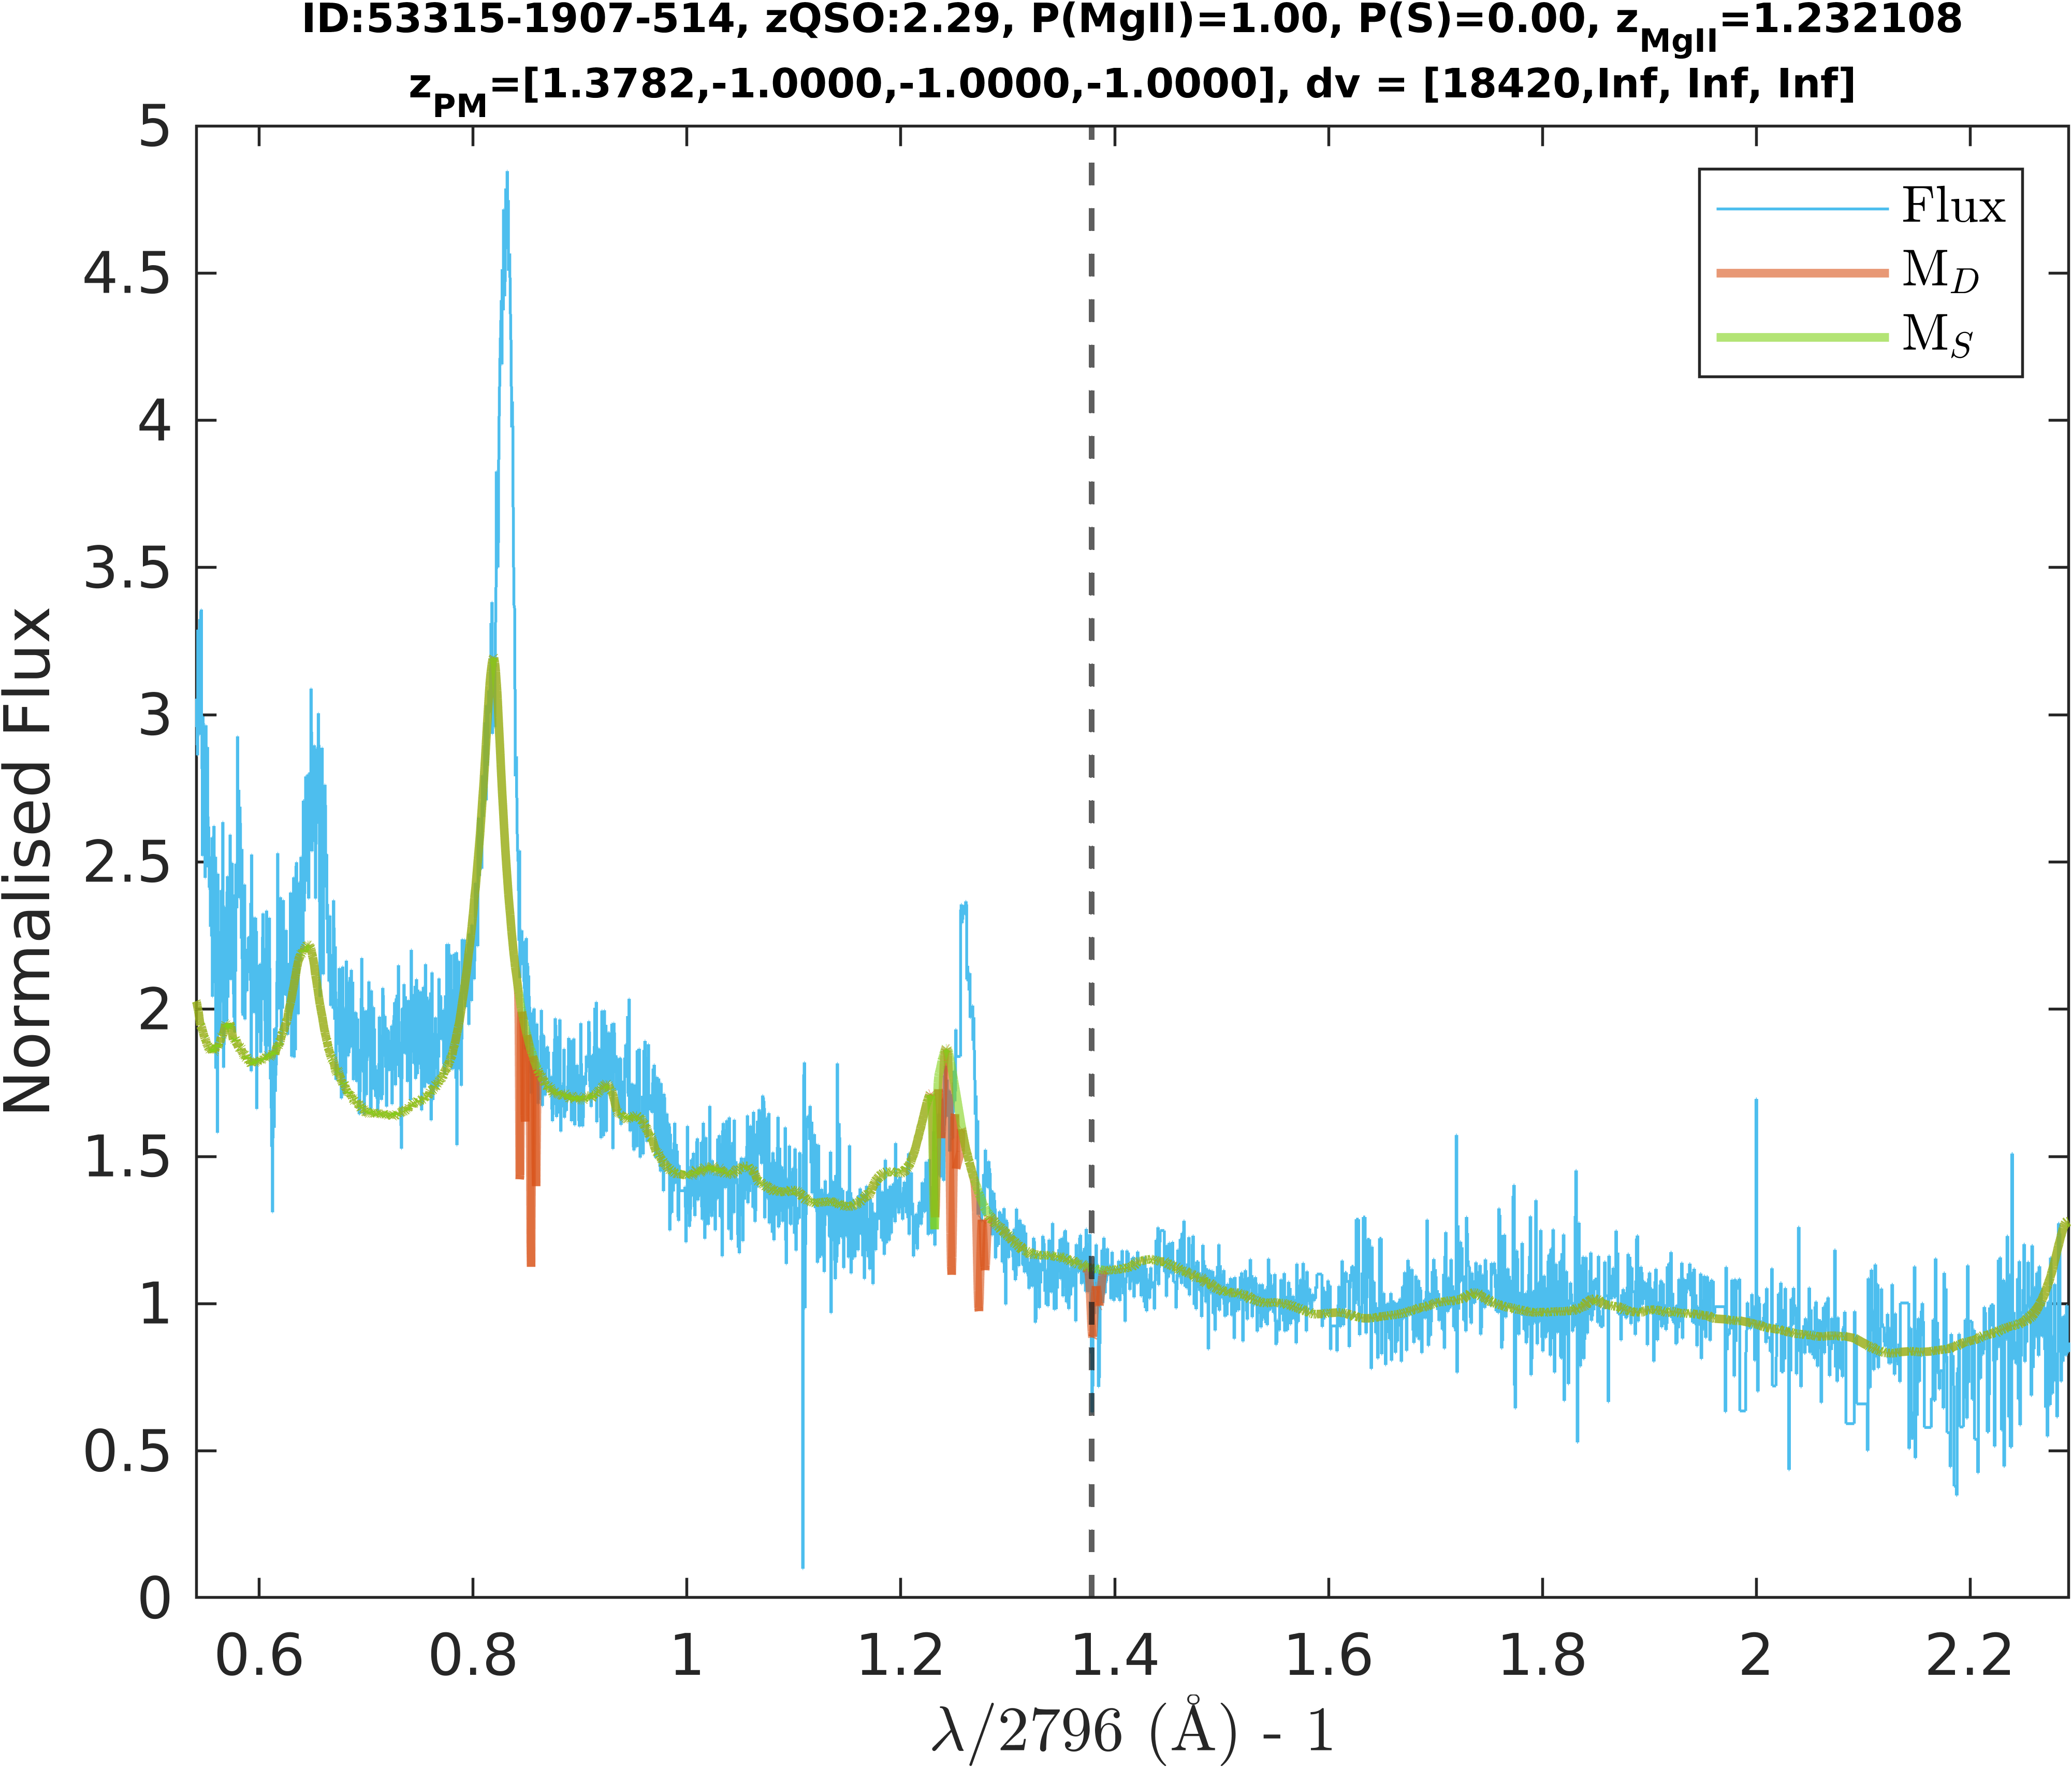 ID:53315-1907-514, zQSO:2.29, P(MgII)=1.00, P(S)=0.00, zMgII=1.232108
zPM=[1.3782,-1.0000,-1.0000,-1.0000], dv = [18420,Inf, Inf, Inf]
5
4.5
4
3.5
3
2.5
2
1.5
1
0.5
0
Normalised Flux
Flux
MD
MS
0.6 0.8 1 1.2 1.4 1.6 1.8 2 2.2
λ/2796 (Å) - 1